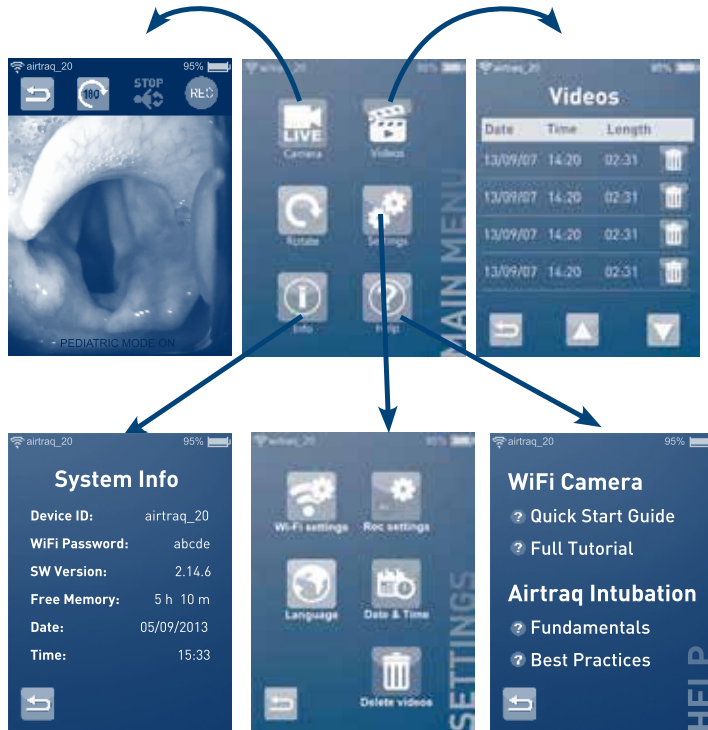 airtraq_20 95%
180
STOP
REC
PEDIATRIC MODE ON
airtraq_20 95%
LIVE
Camera
Videos
Rotate
Settings
Info
Help
MAIN MENU
airtraq_20 95%
Videos
Date Time Length
13/09/07 14:20 02:31
13/09/07 14:20 02:31
13/09/07 14:20 02:31
13/09/07 14:20 02:31
airtraq_20 95%
System Info
Device ID: airtraq_20
WiFi Password: abcde
SW Version: 2.14.6
Free Memory: 5 h 10 m
Date: 05/09/2013
Time: 15:33
airtraq_20 95%
Wi-Fi settings
Rec settings
Language
Date & Time
Delete videos
SETTINGS
airtraq_20 95%
WiFi Camera
? Quick Start Guide
? Full Tutorial
Airtraq Intubation
? Fundamentals
? Best Practices
HELP